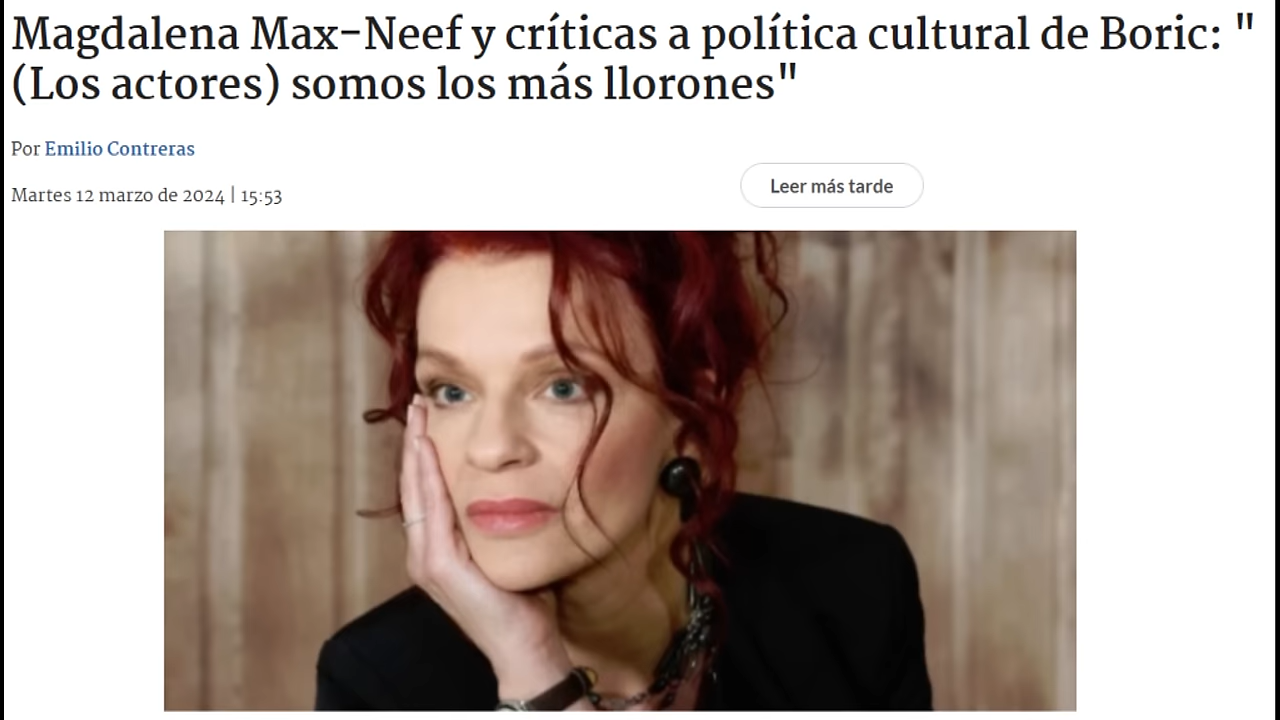 Magdalena Max-Neef y críticas a política cultural de Boric: "
(Los actores) somos los más llorones"
Por Emilio Contreras
Martes 12 marzo de 2024 | 15:53
Leer más tarde